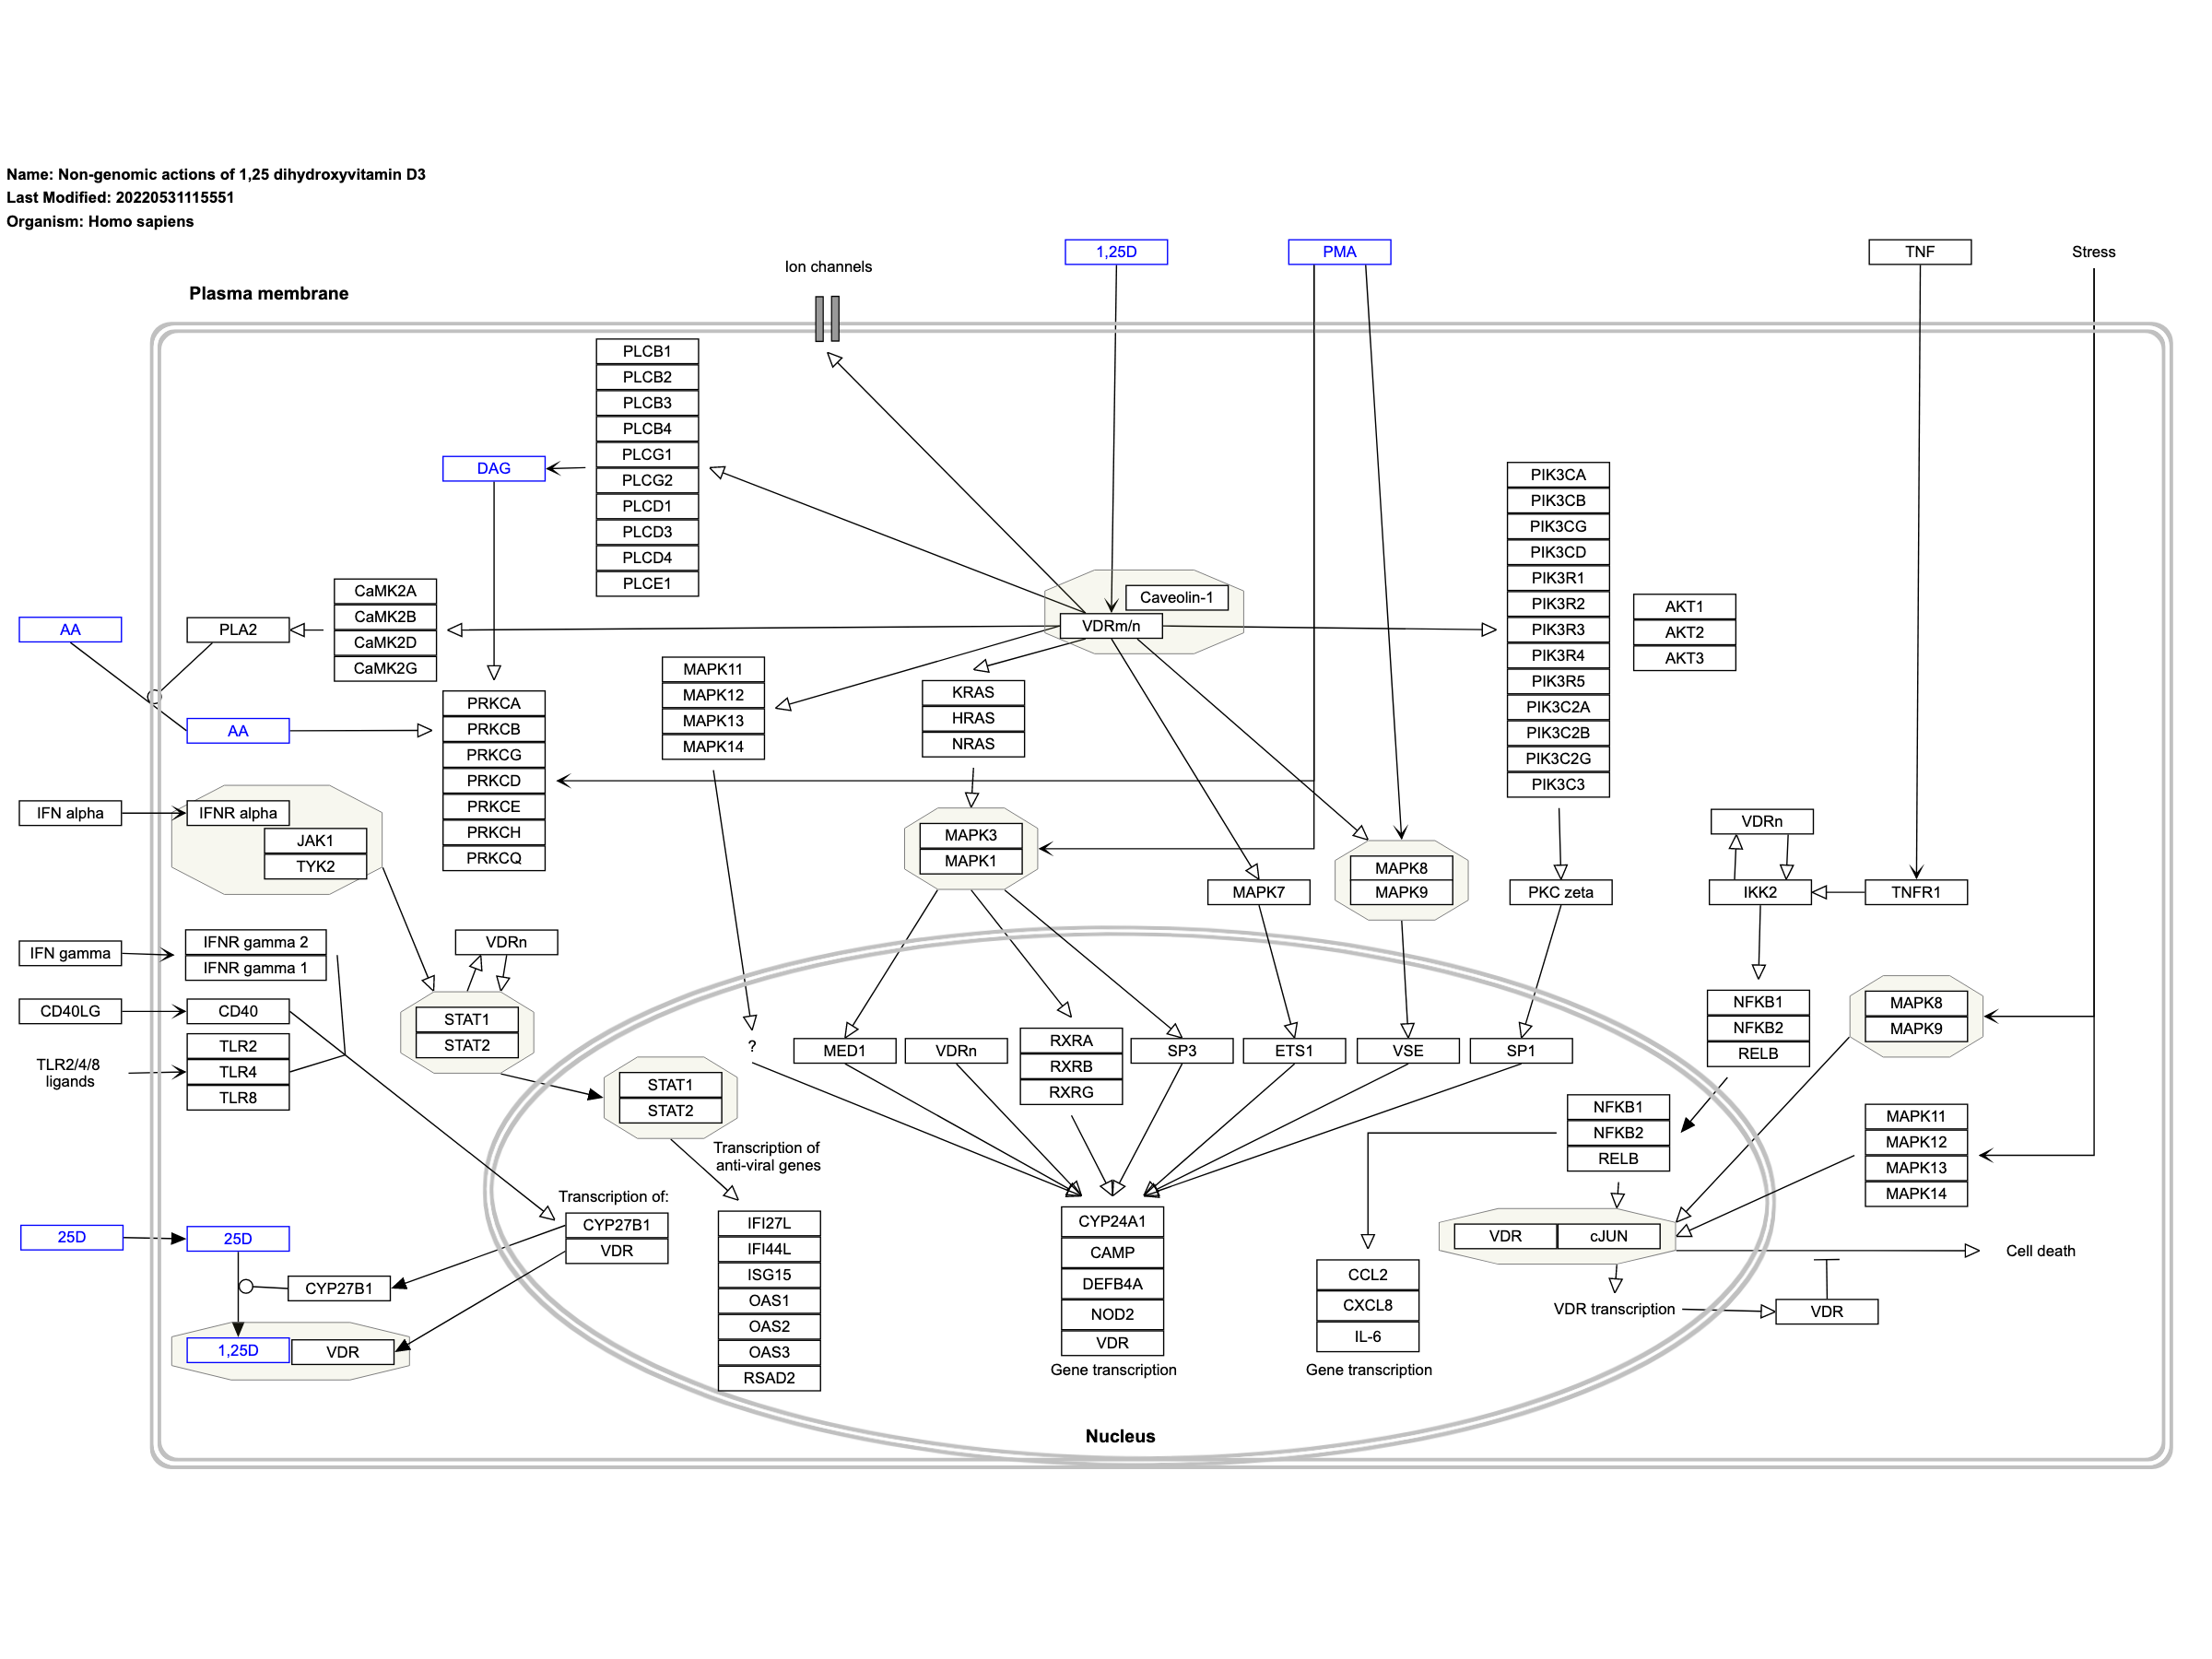 Name: Non-genomic actions of 1,25 dihydroxyvitamin D3
Last Modified: 20220531115551
Organism: Homo sapiens
1,25D
PMA
TNF
Stress
Ion channels
Plasma membrane
PLCB1
PLCB2
PLCB3
PLCB4
PLCG1
PLCG2
PLCD1
PLCD3
PLCD4
PLCE1
DAG
PIK3CA
PIK3CB
PIK3CG
PIK3CD
PIK3R1
PIK3R2
PIK3R3
PIK3R4
PIK3R5
PIK3C2A
PIK3C2B
PIK3C2G
PIK3C3
AKT1
AKT2
AKT3
Caveolin-1
VDRm/n
CaMK2A
CaMK2B
CaMK2D
CaMK2G
PLA2
AA
AA
PRKCA
PRKCB
PRKCG
PRKCD
PRKCE
PRKCH
PRKCQ
MAPK11
MAPK12
MAPK13
MAPK14
KRAS
HRAS
NRAS
MAPK3
MAPK1
MAPK7
MAPK8
MAPK9
PKC zeta
VDRn
IKK2
TNFR1
IFN alpha
IFNR alpha
JAK1
TYK2
IFN gamma
IFNR gamma 2
IFNR gamma 1
CD40LG
CD40
TLR2/4/8
ligands
TLR2
TLR4
TLR8
VDRn
STAT1
STAT2
STAT1
STAT2
?
MED1
VDRn
RXRA
RXRB
RXRG
SP3
ETS1
VSE
SP1
NFKB1
NFKB2
RELB
MAPK8
MAPK9
NFKB1
NFKB2
RELB
MAPK11
MAPK12
MAPK13
MAPK14
Transcription of
anti-viral genes
Transcription of:
CYP27B1
VDR
IFI27L
IFI44L
ISG15
OAS1
OAS2
OAS3
RSAD2
CYP24A1
CAMP
DEFB4A
NOD2
VDR
Gene transcription
CCL2
CXCL8
IL-6
Gene transcription
VDR
cJUN
Cell death
VDR transcription
VDR
25D
25D
CYP27B1
1,25D
VDR
Nucleus